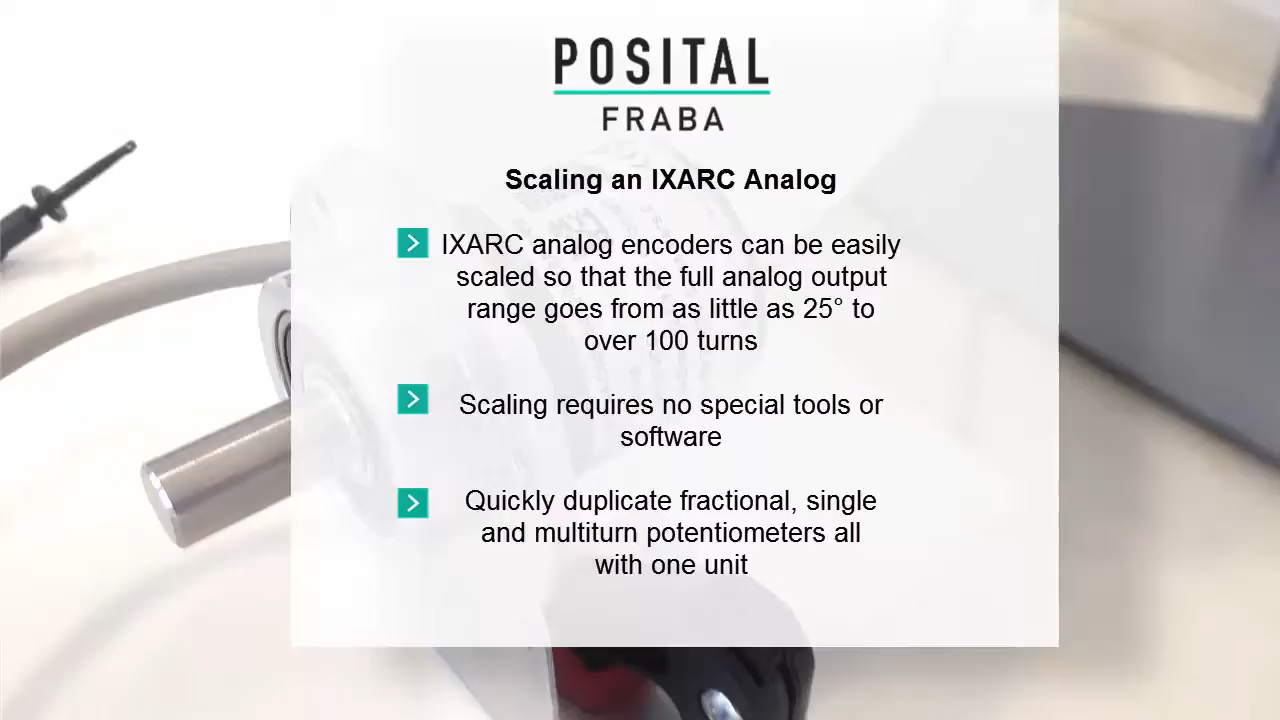 POSITAL
FRABA
Scaling an IXARC Analog
IXARC analog encoders can be easily
scaled so that the full analog output
range goes from as little as 25° to
over 100 turns
Scaling requires no special tools or
software
Quickly duplicate fractional, single
and multiturn potentiometers all
with one unit